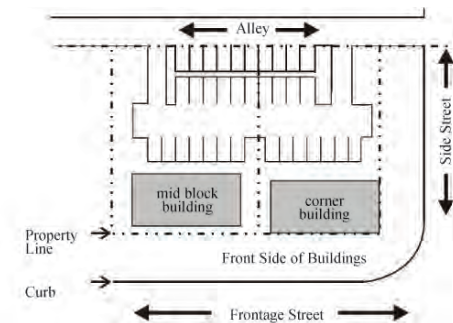 Alley
Side Street
mid block
building
corner
building
Property
Line
Front Side of Buildings
Curb
Frontage Street